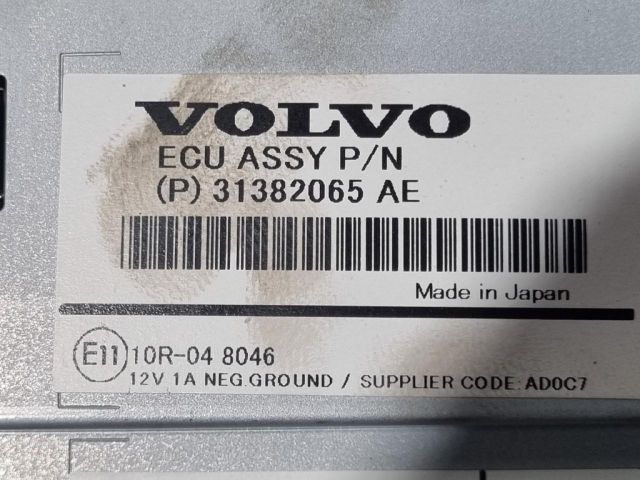 VOLVO
ECU ASSY P/N
(P) 31382065 AE
Made in Japan
E11 10R-04 8046
12V 1A NEG.GROUND / SUPPLIER CODE: AD0C7